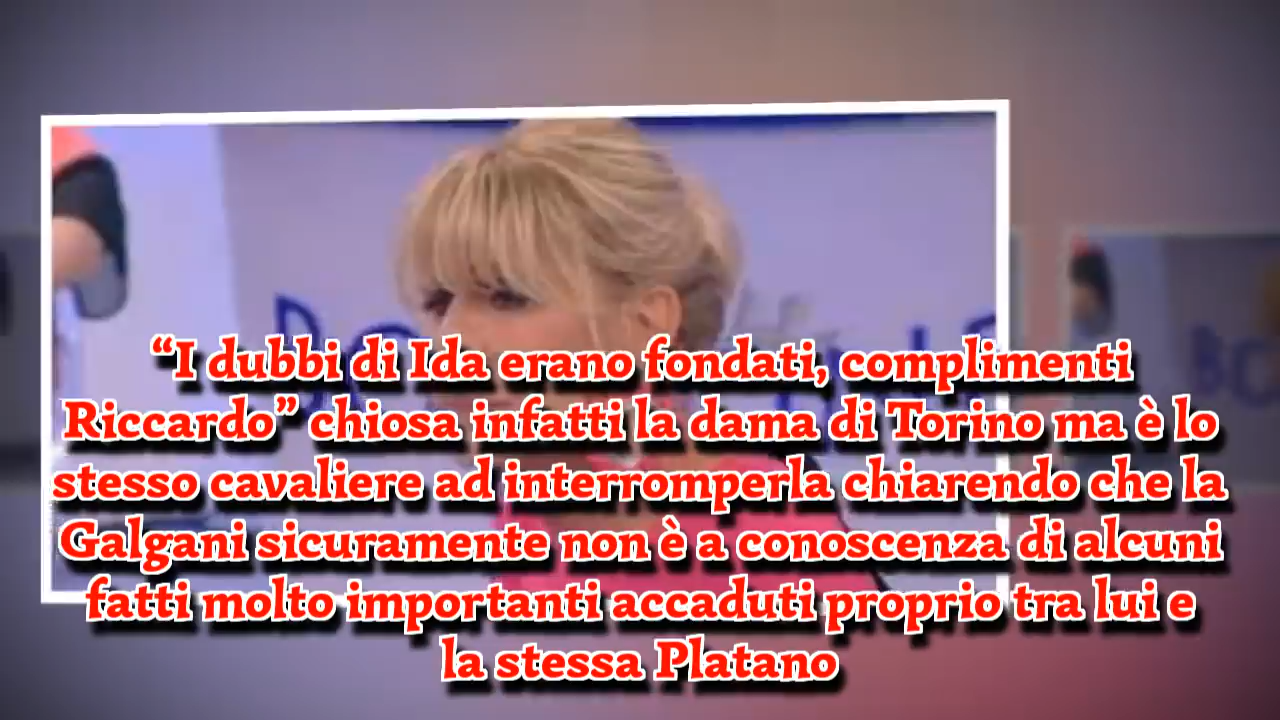 “I dubbi di Ida erano fondati, complimenti
Riccardo” chiosa infatti la dama di Torino ma è lo
stesso cavaliere ad interromperla chiarendo che la
Galgani sicuramente non è a conoscenza di alcuni
fatti molto importanti accaduti proprio tra lui e
la stessa Platano